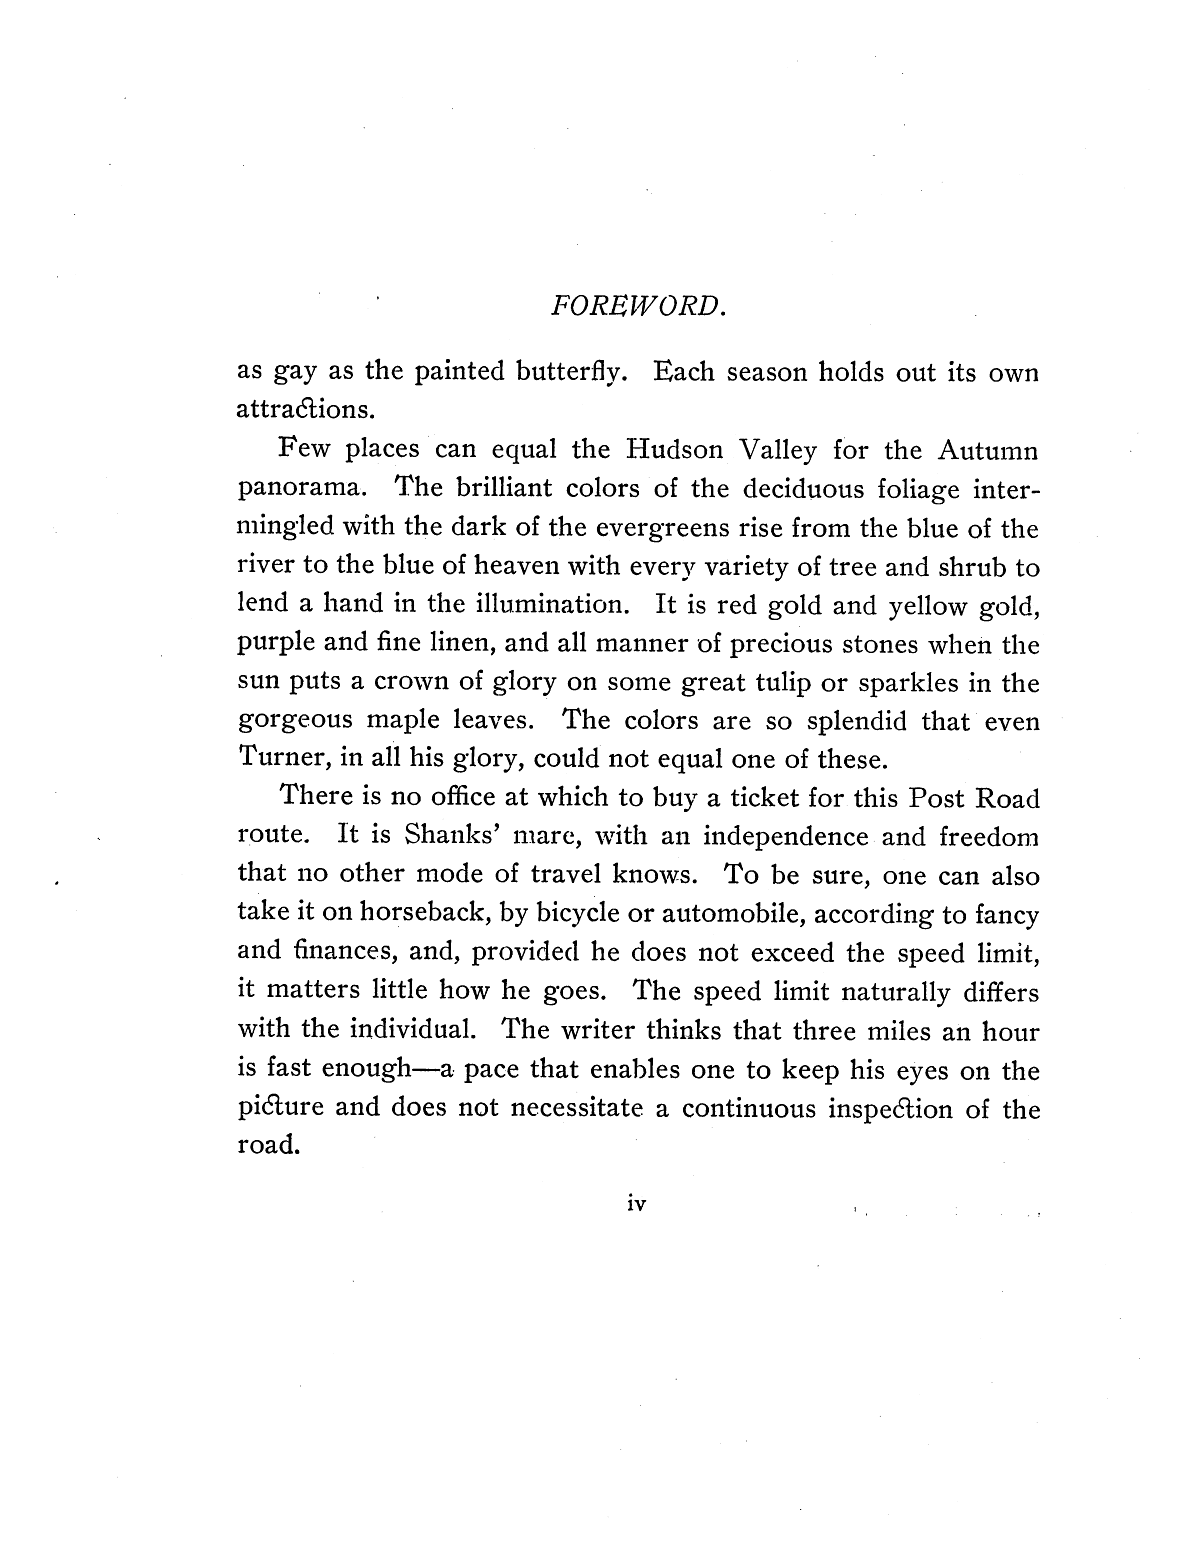 FOREWORD.
as gay as the painted butterfly. Each season holds out its own
attractions.
Few places can equal the Hudson Valley for the Autumn
panorama. The brilliant colors of the deciduous foliage inter-
mingled with the dark of the evergreens rise from the blue of the
river to the blue of heaven with every variety of tree and shrub to
lend a hand in the illumination. It is red gold and yellow gold,
purple and fine linen, and all manner of precious stones when the
sun puts a crown of glory on some great tulip or sparkles in the
gorgeous maple leaves. The colors are so splendid that even
Turner, in all his glory, could not equal one of these.
There is no office at which to buy a ticket for this Post Road
route. It is Shanks’ mare, with an independence and freedom
that no other mode of travel knows. To be sure, one can also
take it on horseback, by bicycle or automobile, according to fancy
and finances, and, provided he does not exceed the speed limit,
it matters little how he goes. The speed limit naturally differs
with the individual. The writer thinks that three miles an hour
is fast enough—a pace that enables one to keep his eyes on the
picture and does not necessitate a continuous inspection of the
road.
iv